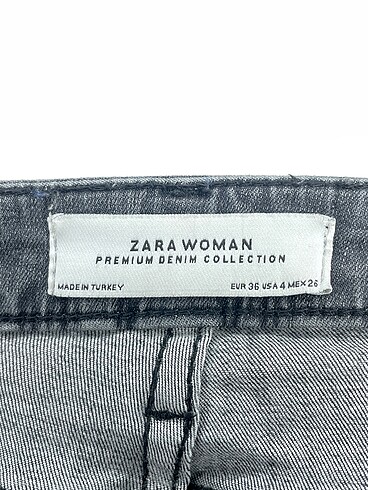 ZARA WOMAN
PREMIUM DENIM COLLECTION
MADE IN TURKEY EUR 36 USA 4 MEX 26